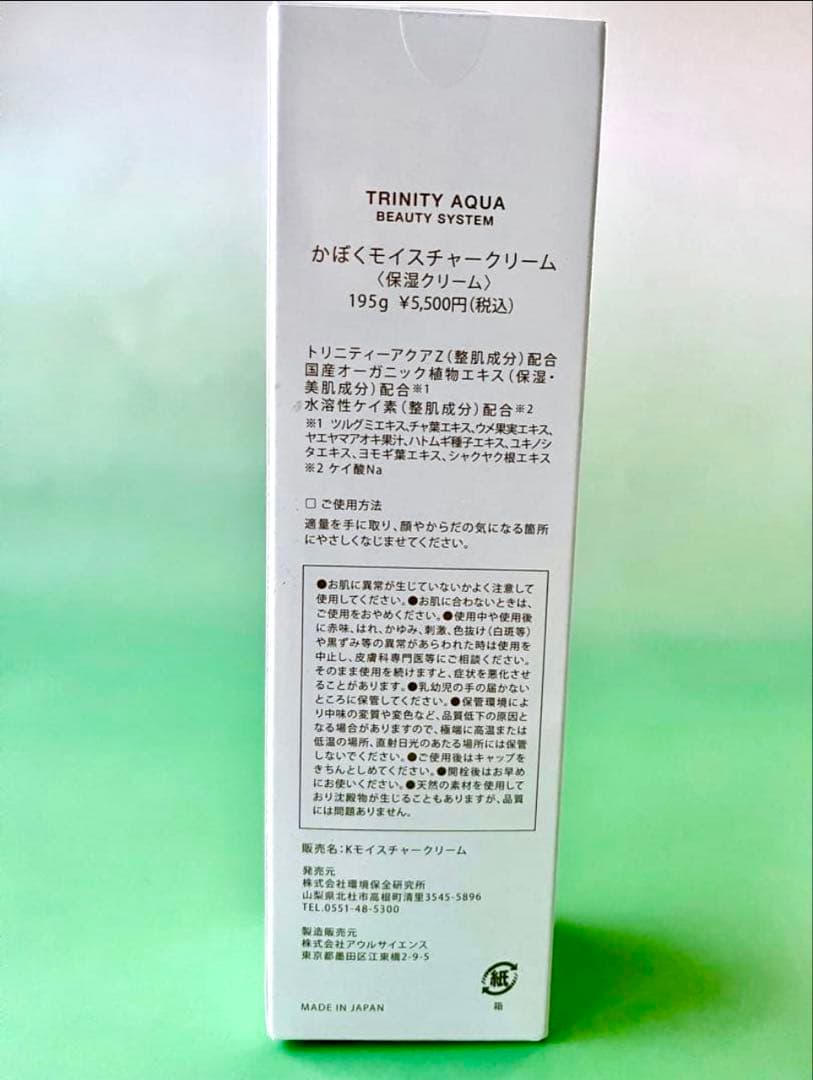 TRINITY AQUA
BEAUTY SYSTEM
かぼくモイスチャークリーム
〈保湿クリーム〉
195g ¥5,500円(税込)
トリニティーアクアZ(整肌成分)配合
国産オーガニック植物エキス(保湿・
美肌成分)配合※1
水溶性ケイ素(整肌成分)配合※2
※1 ツルグミエキス、チャ葉エキス、ウメ果実エキス、
ヤエヤマアオキ果汁、ハトムギ種子エキス、ユキノシ
タエキス、ヨモギ葉エキス、シャクヤク根エキス
※2 ケイ酸Na
□ ご使用方法
適量を手に取り、顔やからだの気になる箇所
にやさしくなじませてください。
●お肌に異常が生じていないかよく注意して
使用してください。●お肌に合わないときは、
ご使用をおやめください。●使用中や使用後
に赤味、はれ、かゆみ、刺激、色抜け(白斑等)
や黒ずみ等の異常があらわれた時は使用を
中止し、皮膚科専門医等にご相談ください。
そのまま使用を続けますと、症状を悪化させ
ることがあります。●乳幼児の手の届かない
ところに保管してください。●保管環境によ
り中味の変質や変色など、品質低下の原因と
なる場合がありますので、極端に高温または
低温の場所、直射日光のあたる場所には保管
しないでください。●ご使用後はキャップを
きちんとしめてください。●開栓後はお早め
にお使いください。●天然の素材を使用して
おり沈殿物が生じることもありますが、品質
には問題ありません。
販売名:Kモイスチャークリーム
発売元
株式会社環境保全研究所
山梨県北杜市高根町清里3545-5896
TEL.0551-48-5300
製造販売元
株式会社アウルサイエンス
東京都墨田区江東橋2-9-5
紙
箱
MADE IN JAPAN